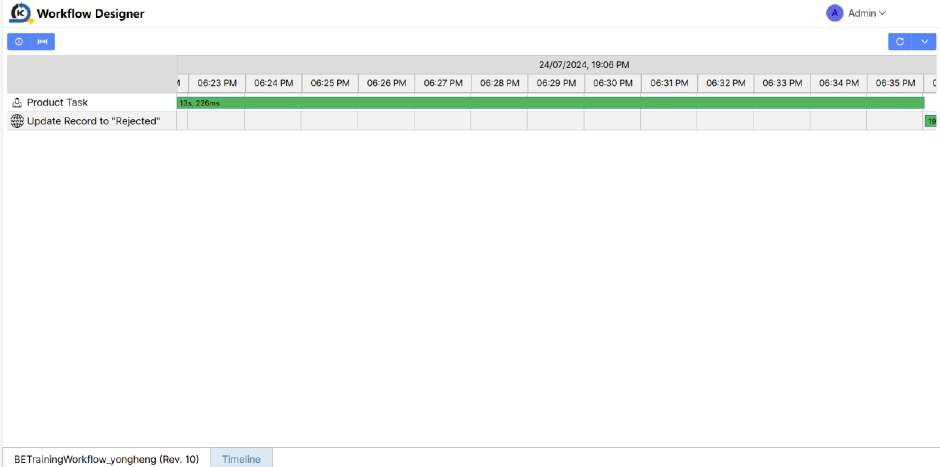 Workflow Designer
A Admin
24/07/2024, 19:06 PM
06:23 PM 06:24 PM 06:25 PM 06:26 PM 06:27 PM 06:28 PM 06:29 PM 06:30 PM 06:31 PM 06:32 PM 06:33 PM 06:34 PM 06:35 PM
Product Task
13s, 226ms
Update Record to "Rejected"
BETrainingWorkflow_yongheng (Rev. 10) Timeline